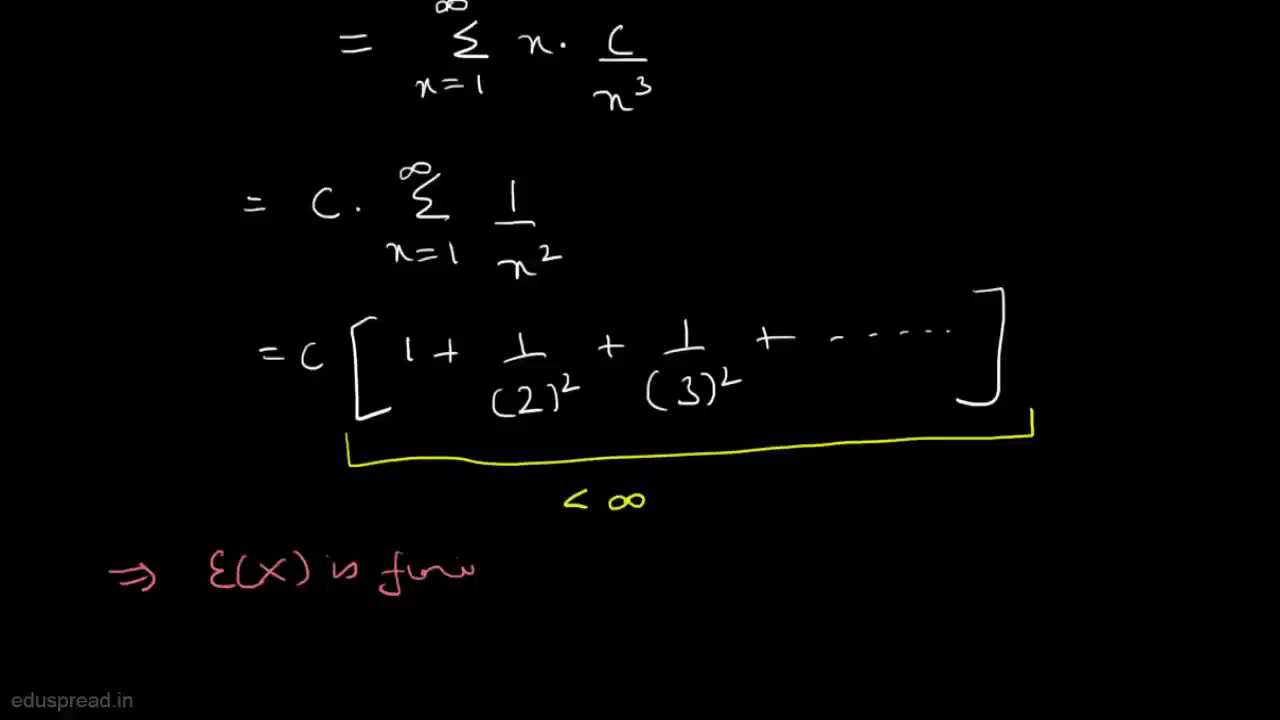 = ∞ Σ x=1 x · c/x³
= c · ∞ Σ x=1 1/x²
= c [ 1 + 1/(2)² + 1/(3)² + ...... ]
< ∞
⇒ E(X) is fini
eduspread.in